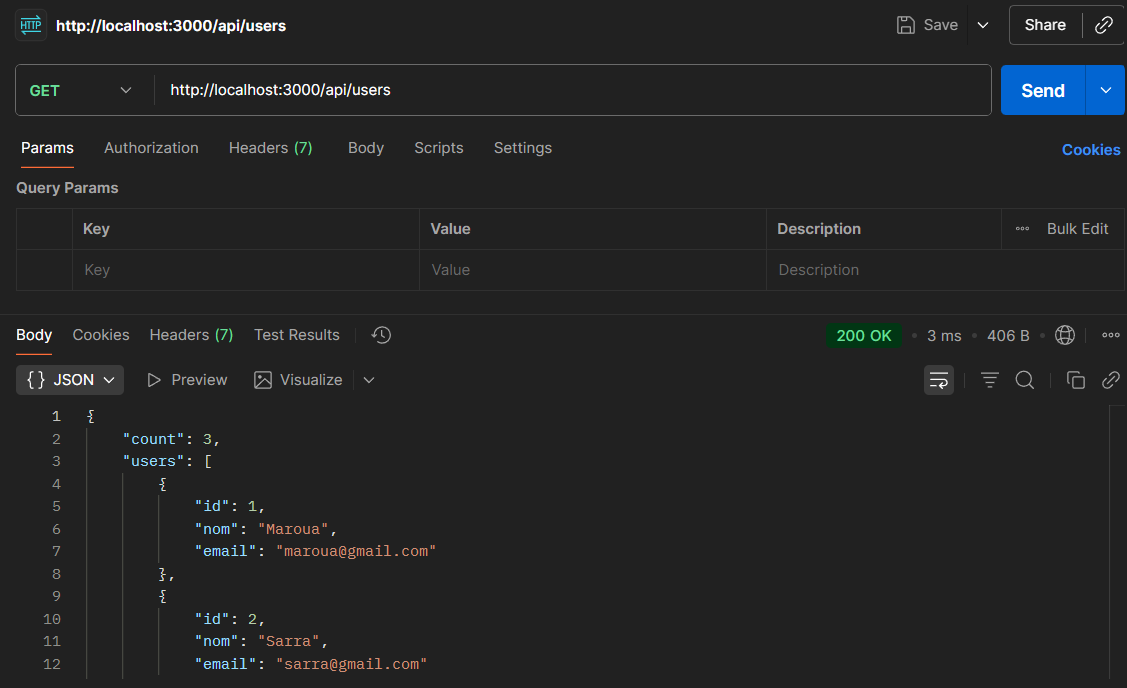 HTTP http://localhost:3000/api/users Save Share
GET http://localhost:3000/api/users Send
Params Authorization Headers (7) Body Scripts Settings Cookies
Query Params
Key Value Description Bulk Edit
Key Value Description
Body Cookies Headers (7) Test Results 200 OK • 3 ms • 406 B
{} JSON Preview Visualize
1 {
2 "count": 3,
3 "users": [
4 {
5 "id": 1,
6 "nom": "Maroua",
7 "email": "maroua@gmail.com"
8 },
9 {
10 "id": 2,
11 "nom": "Sarra",
12 "email": "sarra@gmail.com"